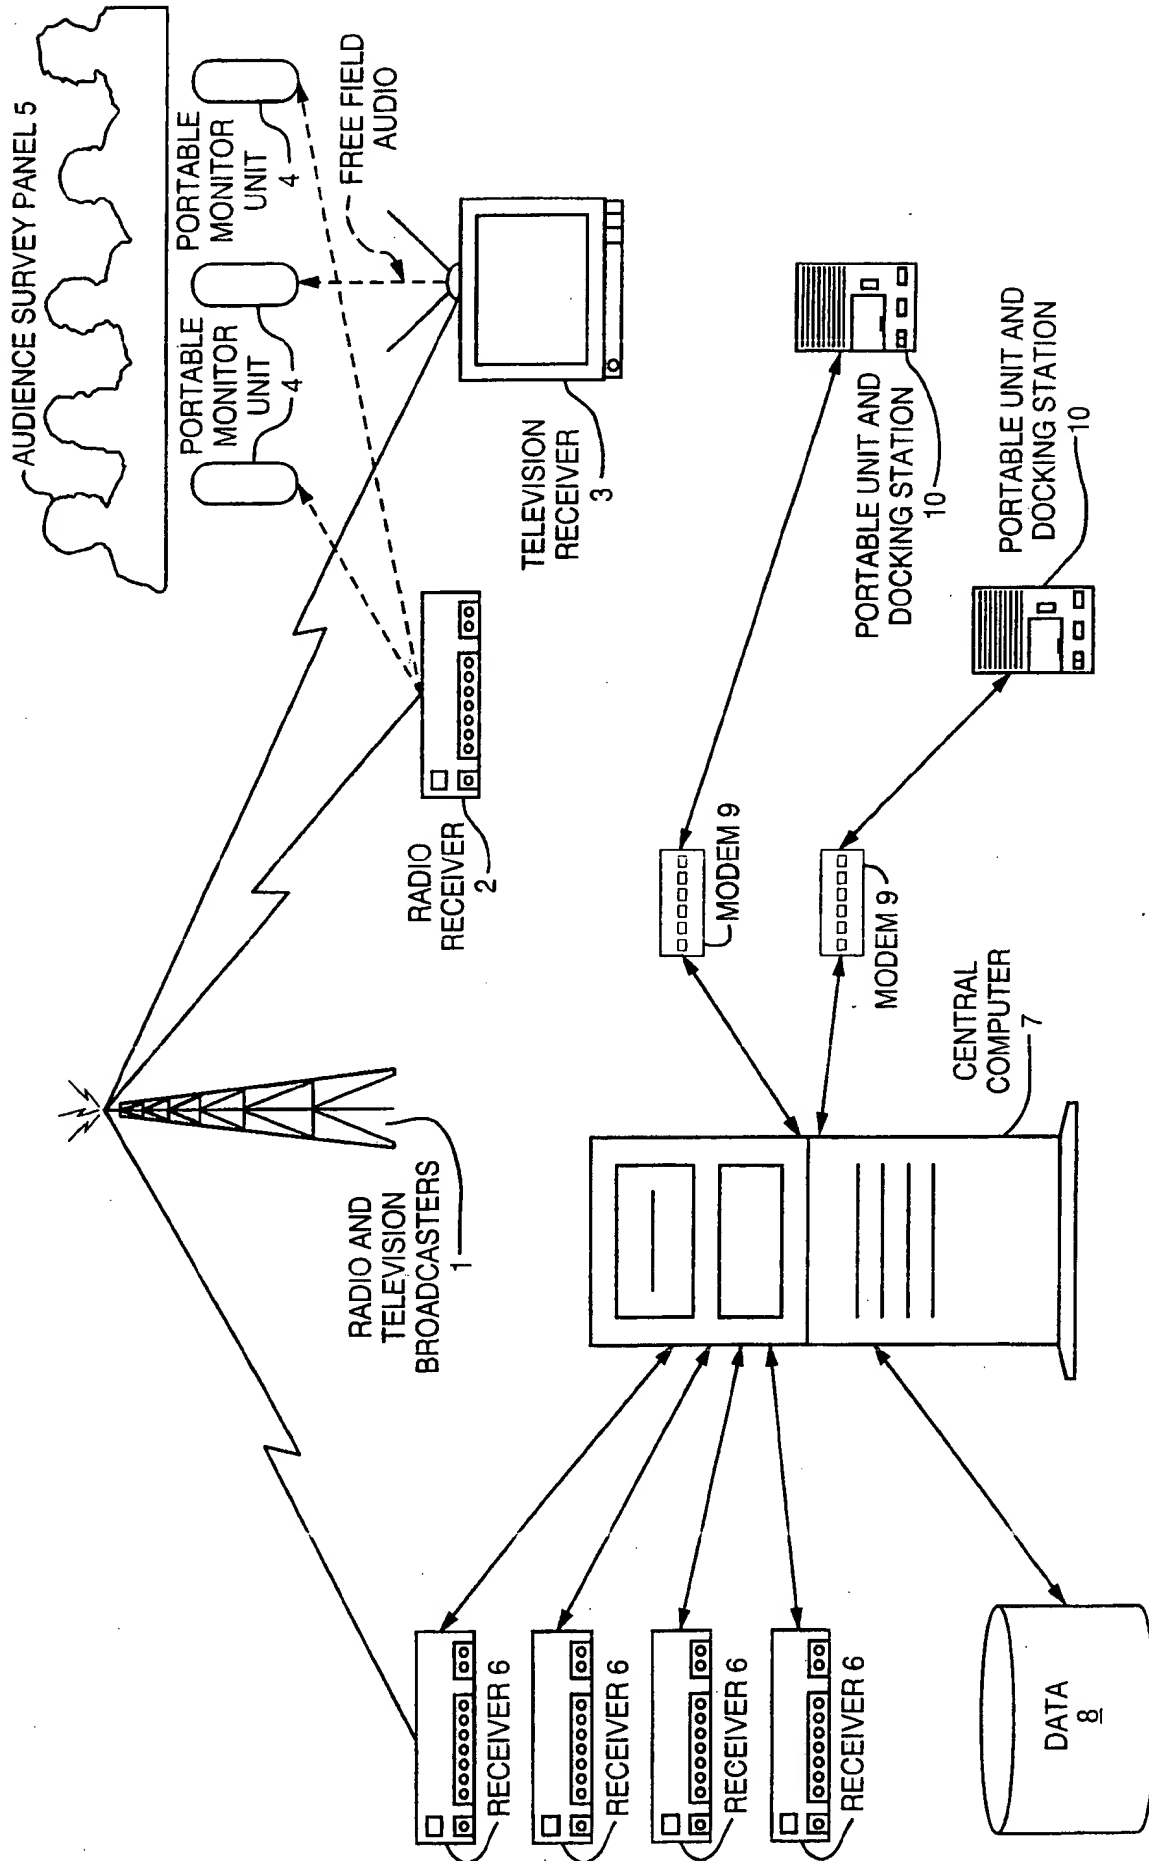 AUDIENCE SURVEY PANEL 5
PORTABLE
MONITOR
UNIT
4
PORTABLE
MONITOR
UNIT
4
FREE FIELD
AUDIO
RADIO AND
TELEVISION
BROADCASTERS
1
RADIO
RECEIVER
2
TELEVISION
RECEIVER
3
RECEIVER 6
RECEIVER 6
RECEIVER 6
RECEIVER 6
MODEM 9
MODEM 9
PORTABLE UNIT AND
DOCKING STATION
10
PORTABLE UNIT AND
DOCKING STATION
10
CENTRAL
COMPUTER
7
DATA
8